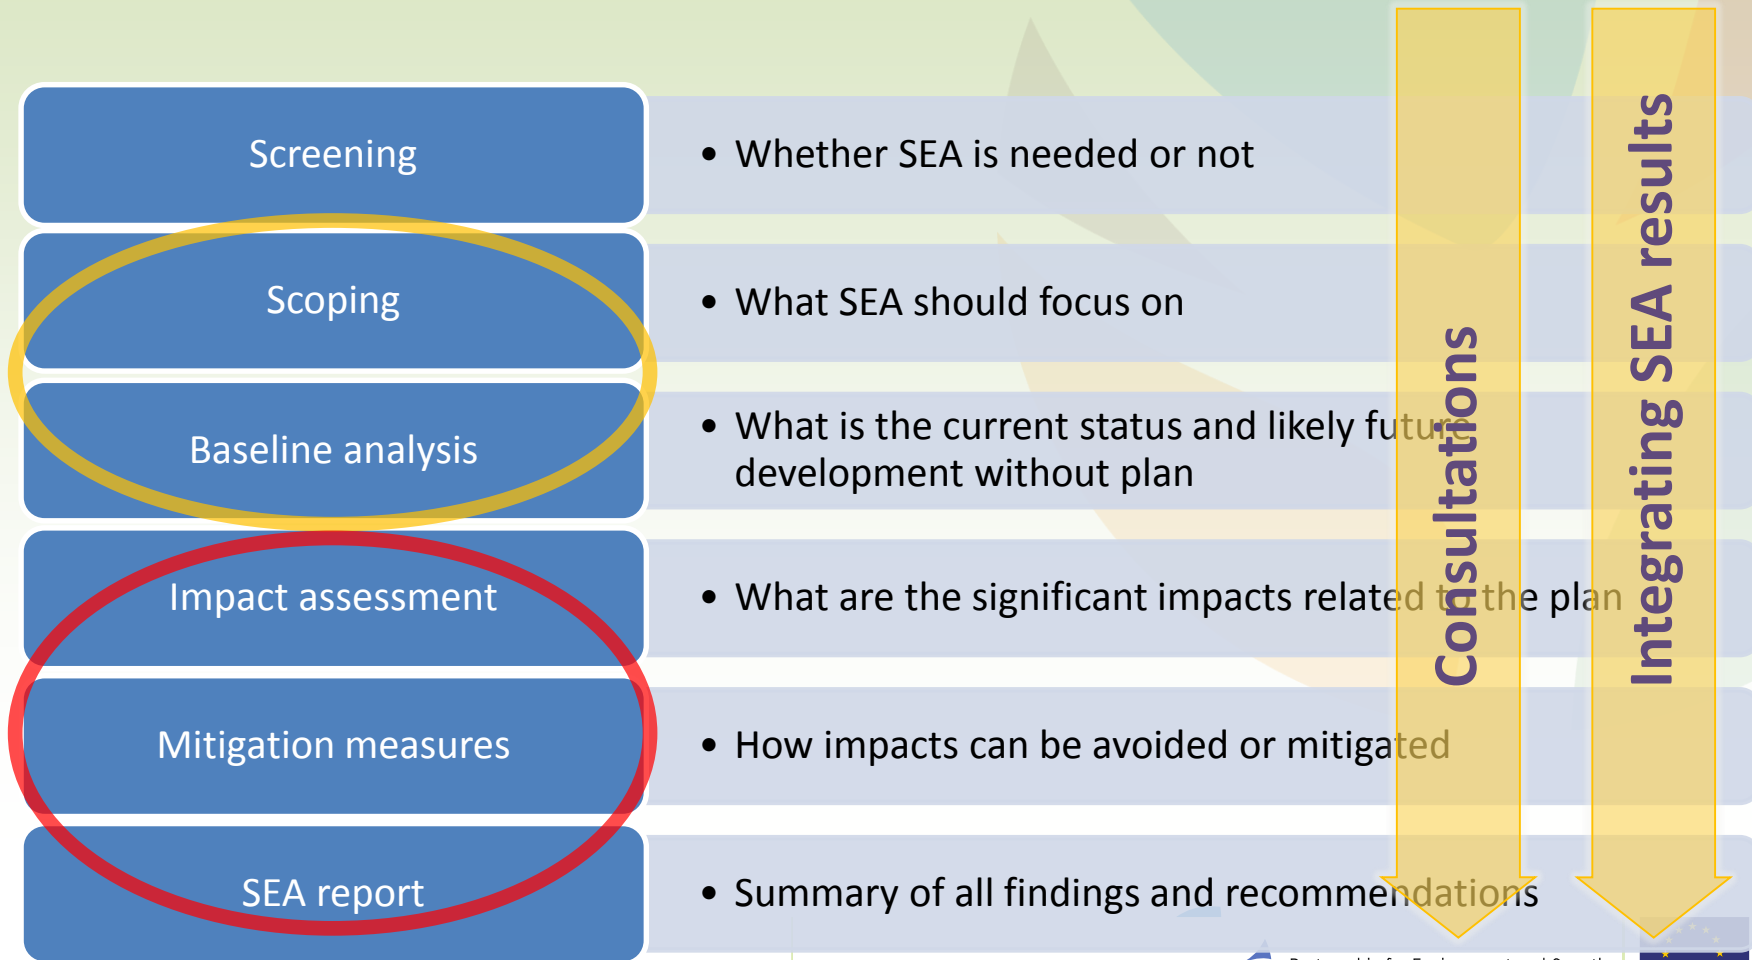 Screening
• Whether SEA is needed or not
Scoping
• What SEA should focus on
Baseline analysis
• What is the current status and likely future
development without plan
Impact assessment
• What are the significant impacts related to the plan
Mitigation measures
• How impacts can be avoided or mitigated
SEA report
• Summary of all findings and recommendations
Consultations
Integrating SEA results